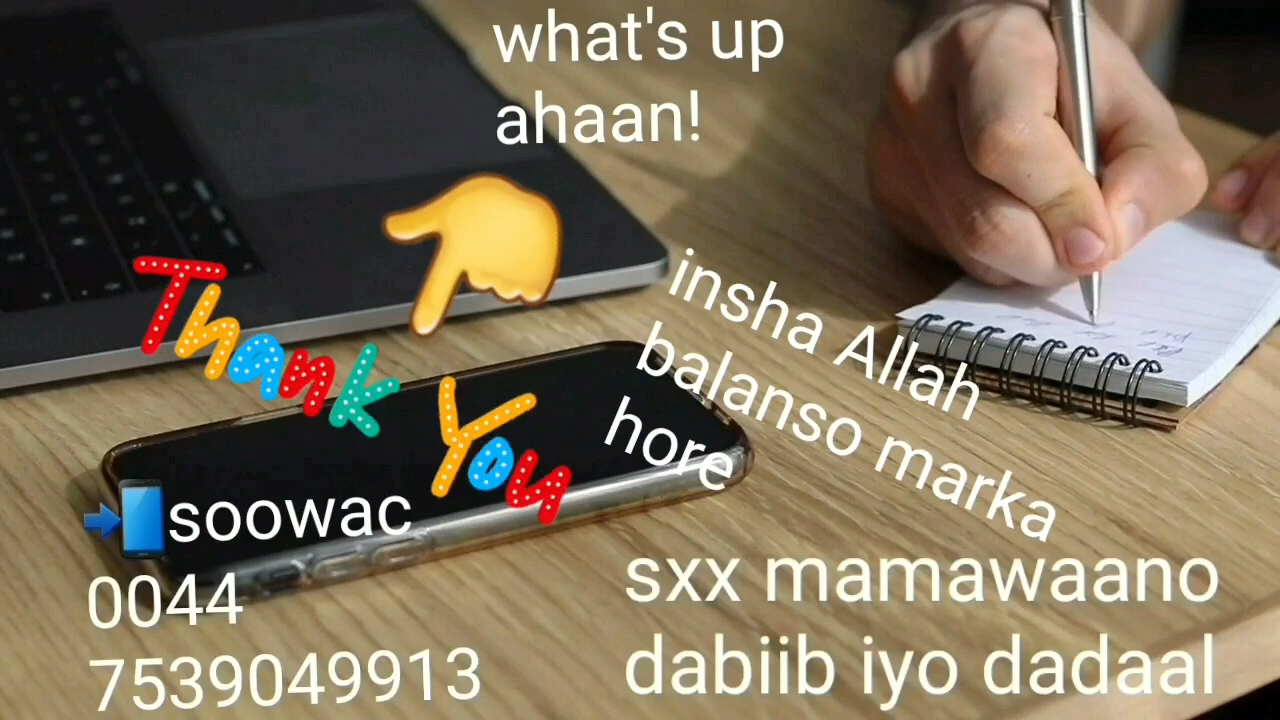 what's up
ahaan!
Thank You
insha Allah
balanso marka
hore
soowac
0044
7539049913
sxx mamawaano
dabiib iyo dadaal